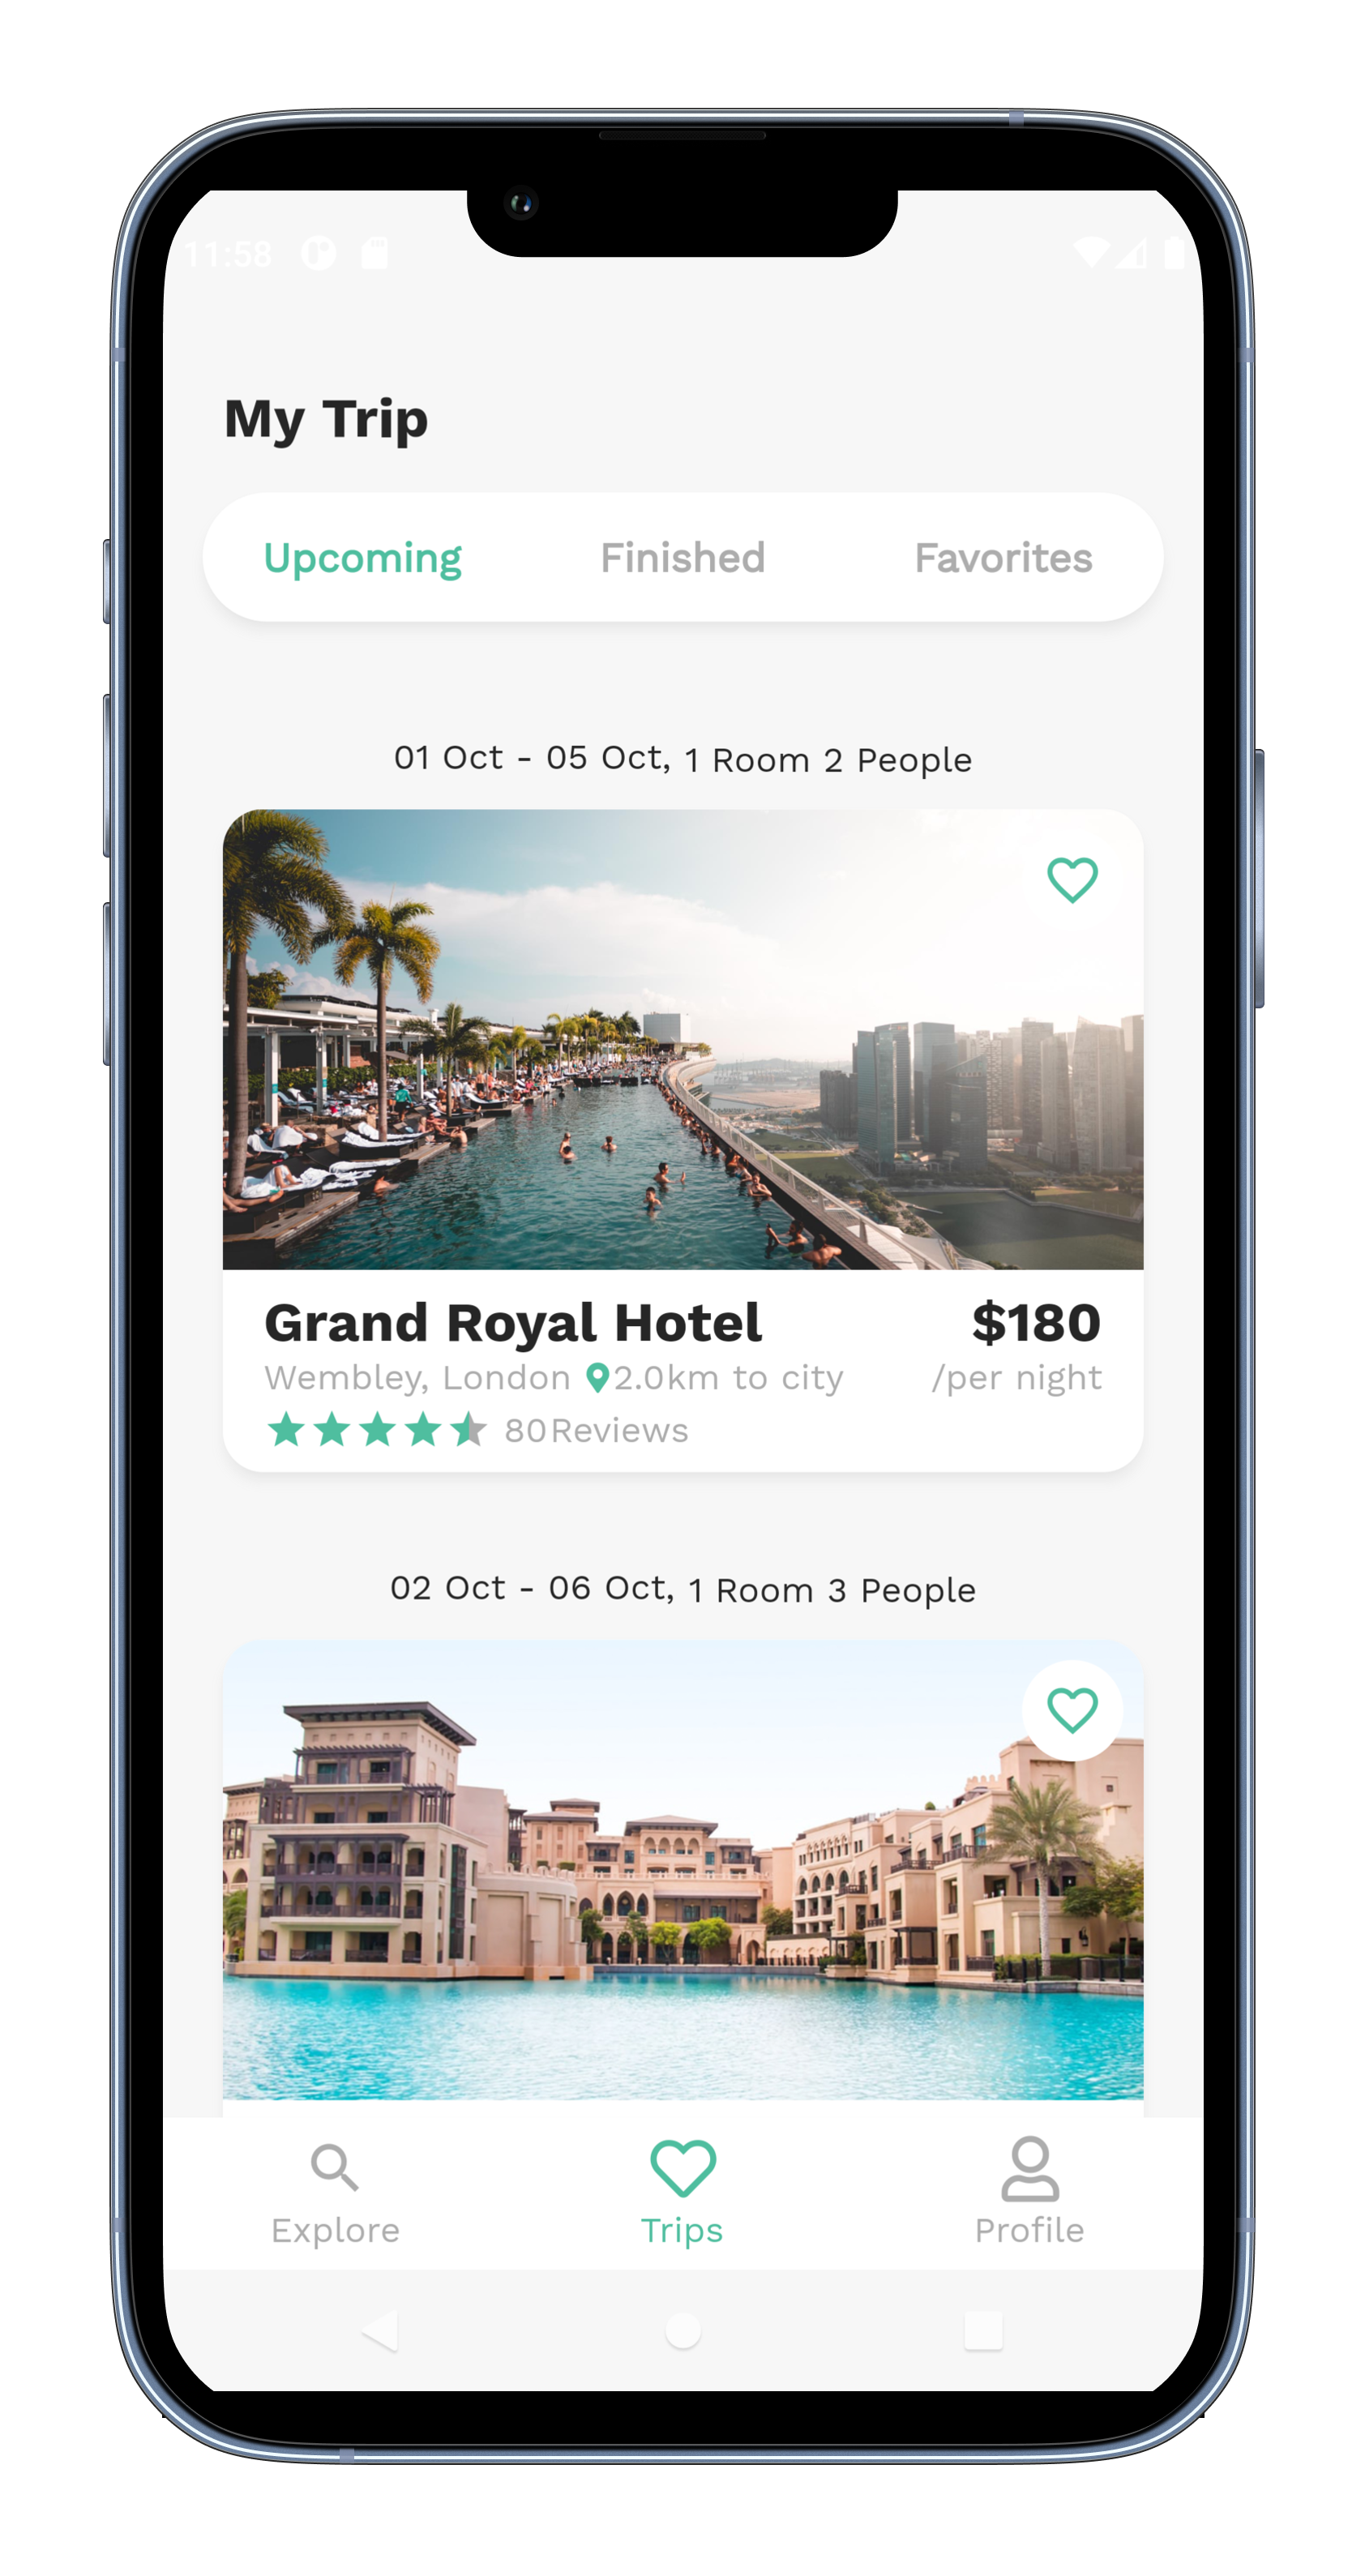 11:58
My Trip
Upcoming Finished Favorites
01 Oct - 05 Oct, 1 Room 2 People
Grand Royal Hotel $180
Wembley, London 2.0km to city /per night
80Reviews
02 Oct - 06 Oct, 1 Room 3 People
Explore Trips Profile